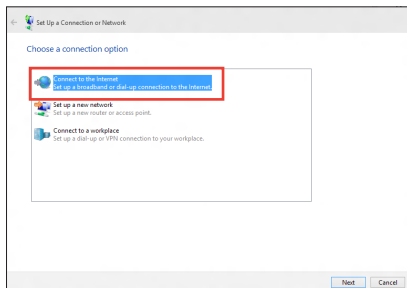 Set Up a Connection or Network
Choose a connection option
Connect to the Internet
Set up a broadband or dial-up connection to the Internet.
Set up a new network
Set up a new router or access point.
Connect to a workplace
Set up a dial-up or VPN connection to your workplace.
Next Cancel